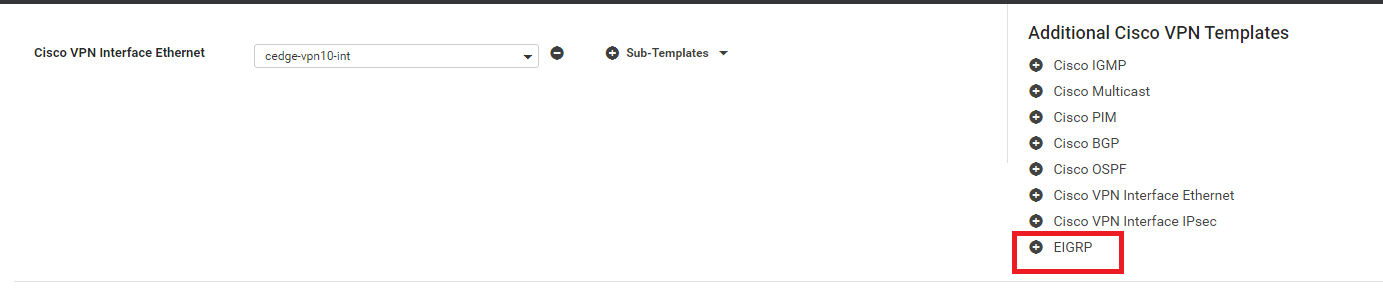 Cisco VPN Interface Ethernet
cedge-vpn10-int
Sub-Templates
Additional Cisco VPN Templates
Cisco IGMP
Cisco Multicast
Cisco PIM
Cisco BGP
Cisco OSPF
Cisco VPN Interface Ethernet
Cisco VPN Interface IPsec
EIGRP